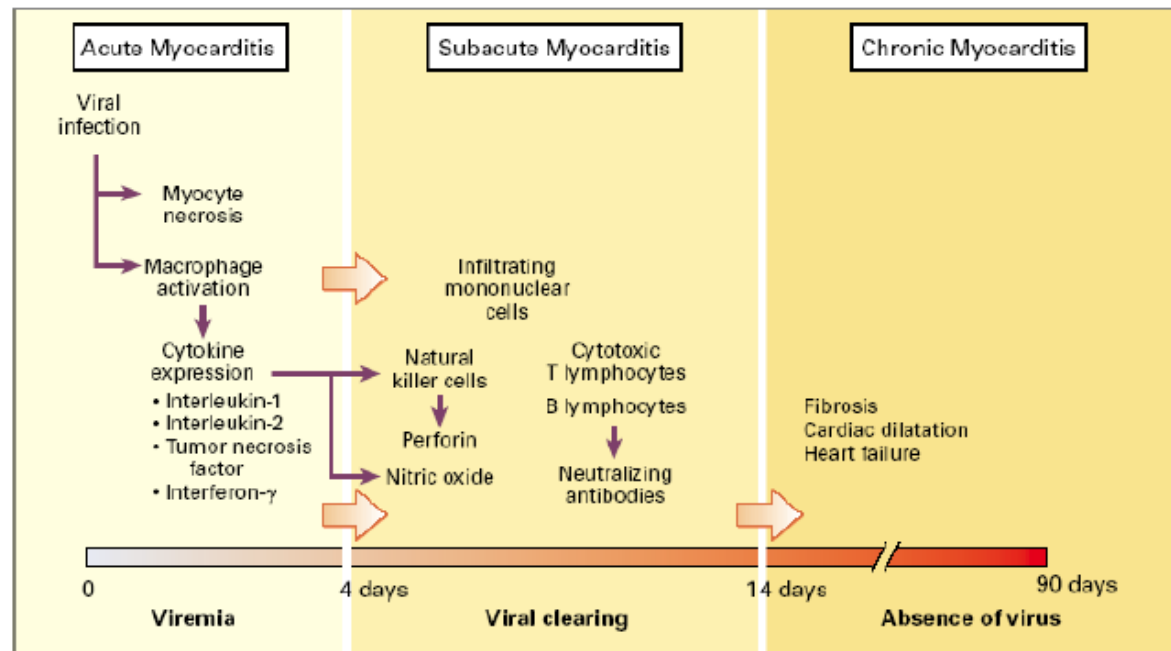 Acute Myocarditis
Viral
infection
Myocyte
necrosis
Macrophage
activation
Cytokine
expression
• Interleukin-1
• Interleukin-2
• Tumor necrosis
factor
• Interferon-γ
Subacute Myocarditis
Infiltrating
mononuclear
cells
Natural
killer cells
Perforin
Nitric oxide
Cytotoxic
T lymphocytes
B lymphocytes
Neutralizing
antibodies
Chronic Myocarditis
Fibrosis
Cardiac dilatation
Heart failure
0
4 days
14 days
90 days
Viremia
Viral clearing
Absence of virus